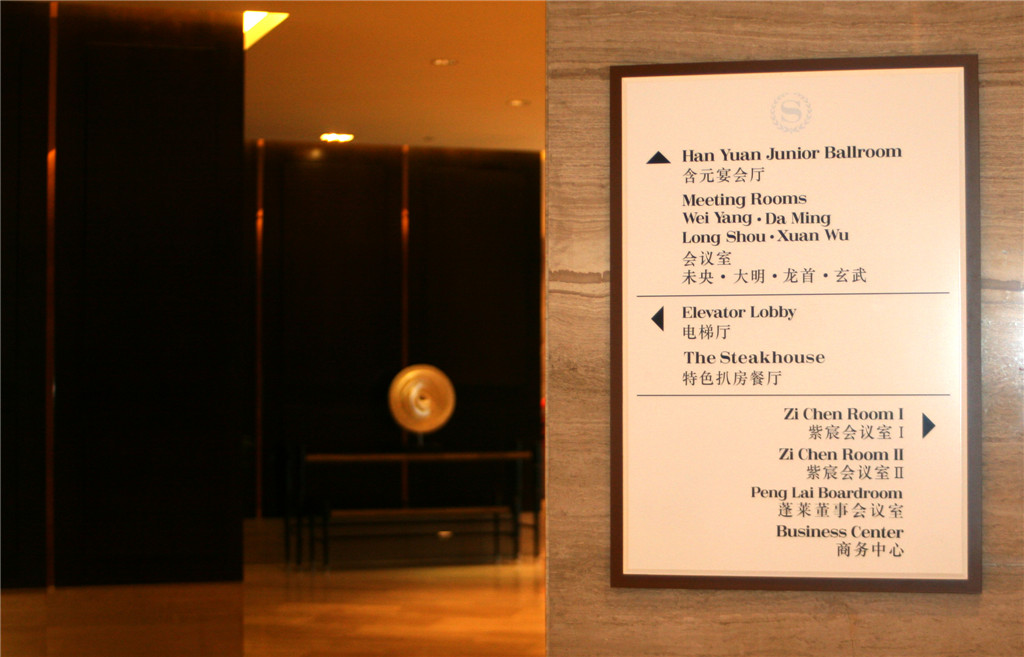 S
Han Yuan Junior Ballroom
含元宴会厅
Meeting Rooms
Wei Yang · Da Ming
Long Shou · Xuan Wu
会议室
未央 · 大明 · 龙首 · 玄武
Elevator Lobby
电梯厅
The Steakhouse
特色扒房餐厅
Zi Chen Room I
紫宸会议室 I
Zi Chen Room II
紫宸会议室 II
Peng Lai Boardroom
蓬莱董事会议室
Business Center
商务中心